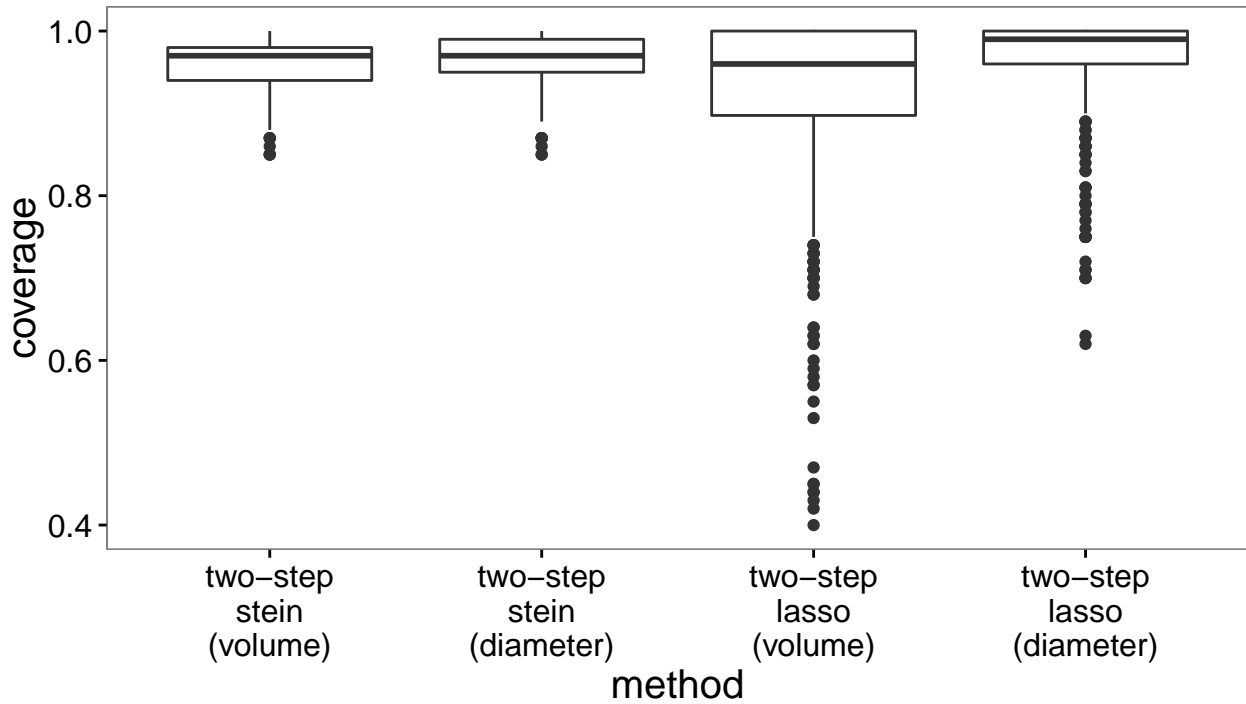 coverage
1.0
0.8
0.6
0.4
two−step
stein
(volume)
two−step
stein
(diameter)
two−step
lasso
(volume)
two−step
lasso
(diameter)
method